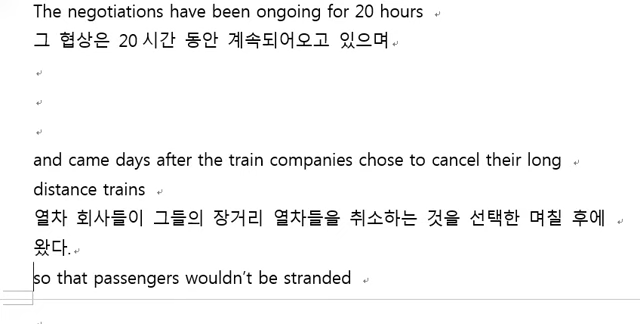 The negotiations have been ongoing for 20 hours
그 협상은 20시간 동안 계속되어오고 있으며
and came days after the train companies chose to cancel their long
distance trains
열차 회사들이 그들의 장거리 열차들을 취소하는 것을 선택한 며칠 후에
왔다.
so that passengers wouldn't be stranded